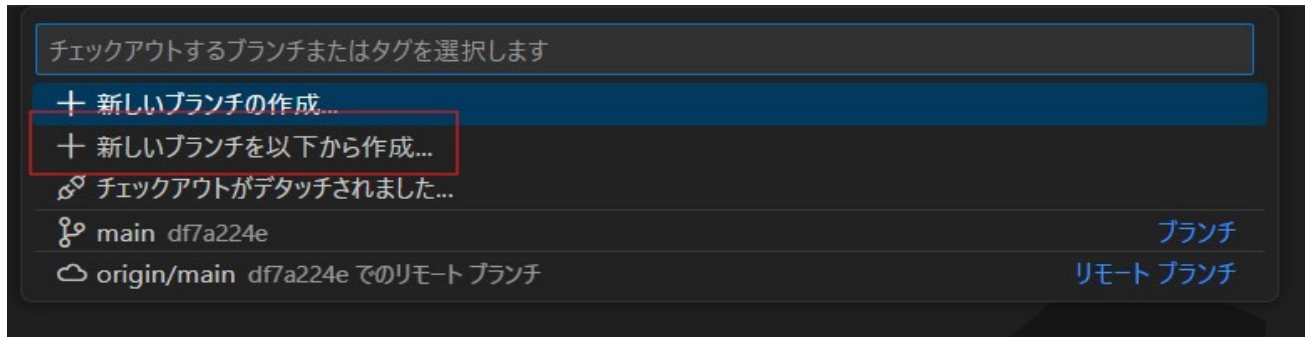 チェックアウトするブランチまたはタグを選択します
新しいブランチの作成...
新しいブランチを以下から作成...
チェックアウトがデタッチされました...
main df7a224e ブランチ
origin/main df7a224e でのリモート ブランチ リモート ブランチ